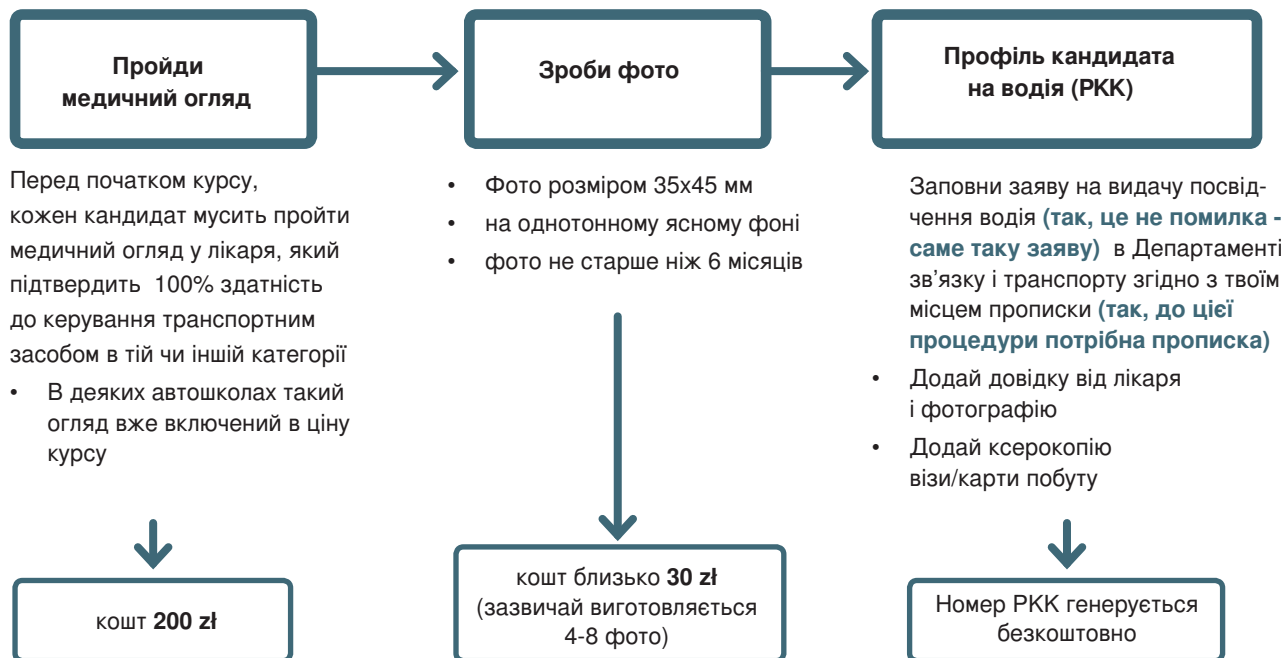 Пройди
медичний огляд
Зроби фото
Профіль кандидата
на водія (PKK)
Перед початком курсу,
кожен кандидат мусить пройти
медичний огляд у лікаря, який
підтвердить 100% здатність
до керування транспортним
засобом в тій чи іншій категорії
• В деяких автошколах такий
огляд вже включений в ціну
курсу
• Фото розміром 35x45 мм
• на однотонному ясному фоні
• фото не старше ніж 6 місяців
Заповни заяву на видачу посвід-
чення водія (так, це не помилка -
саме таку заяву) в Департаменті
зв’язку і транспорту згідно з твоїм
місцем прописки (так, до цієї
процедури потрібна прописка)
• Додай довідку від лікаря
і фотографію
• Додай ксерокопію
візи/карти побуту
кошт 200 zł
кошт близько 30 zł
(зазвичай виготовляється
4-8 фото)
Номер PKK генерується
безкоштовно